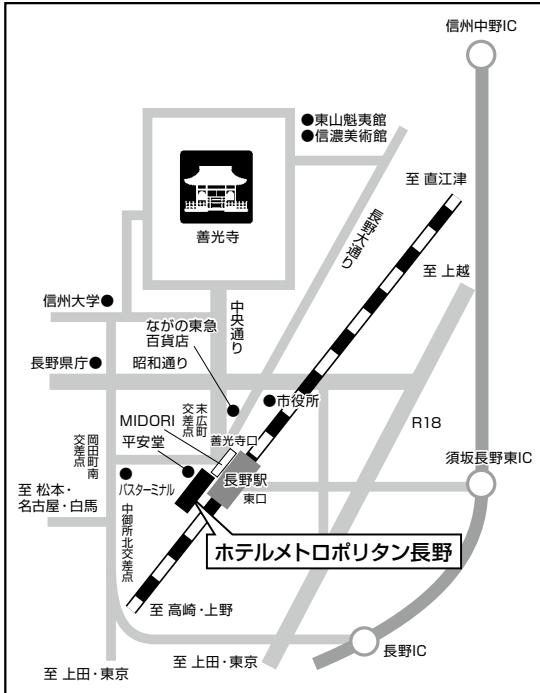 信州中野IC
●東山魁夷館
●信濃美術館
至 直江津
善光寺
長野大通り
至 上越
信州大学●
ながの東急
百貨店
中央通り
長野県庁●
昭和通り
●市役所
末広町
交差点
MIDORI
善光寺口
R18
岡田町南
交差点
平安堂
長野駅
須坂長野東IC
バスターミナル
東口
至 松本・
名古屋・白馬
中御所北交差点
ホテルメトロポリタン長野
至 高崎・上野
長野IC
至 上田・東京
至 上田・東京